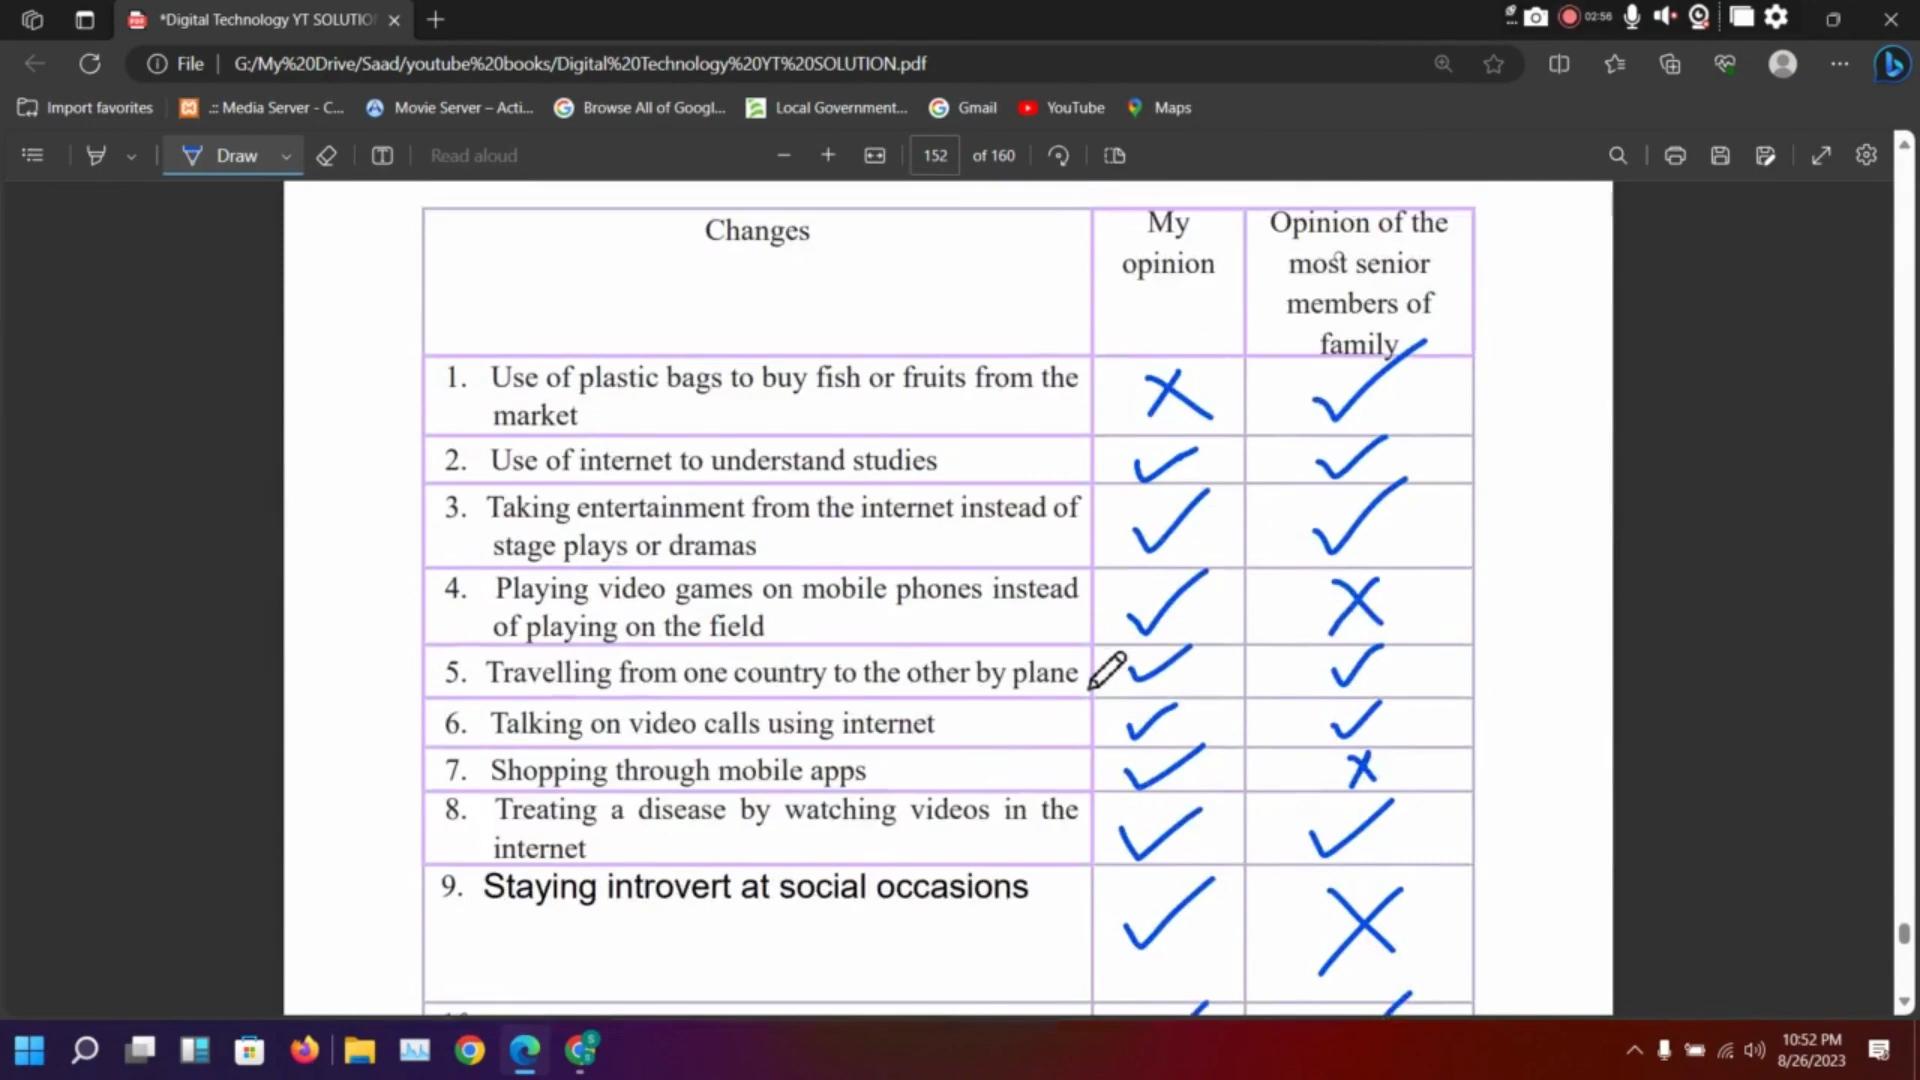 *Digital Technology YT SOLUTIO
02:56
File
G:/My%20Drive/Saad/youtube%20books/Digital%20Technology%20YT%20SOLUTION.pdf
Import favorites
.:: Media Server - C...
Movie Server – Acti...
Browse All of Googl...
Local Government...
Gmail
YouTube
Maps
Draw
Read aloud
152
of 160
Changes
My
opinion
Opinion of the
most senior
members of
family
1. Use of plastic bags to buy fish or fruits from the
market
2. Use of internet to understand studies
3. Taking entertainment from the internet instead of
stage plays or dramas
4. Playing video games on mobile phones instead
of playing on the field
5. Travelling from one country to the other by plane
6. Talking on video calls using internet
7. Shopping through mobile apps
8. Treating a disease by watching videos in the
internet
9. Staying introvert at social occasions
10:52 PM
8/26/2023